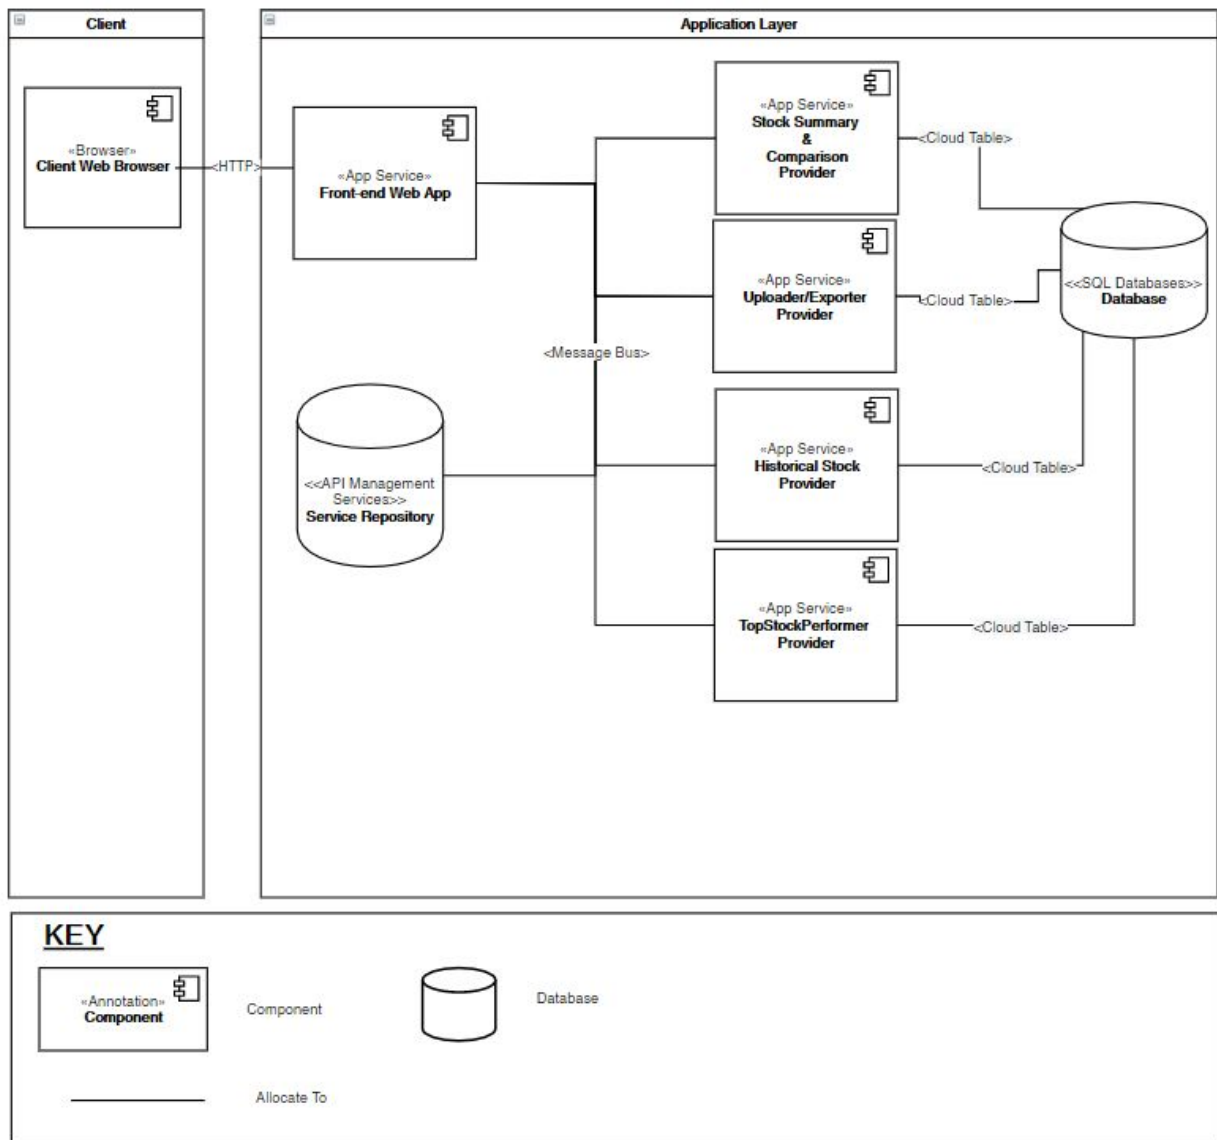 Client
Application Layer
«Browser»
Client Web Browser
<HTTP>
«App Service»
Front-end Web App
«App Service»
Stock Summary
&
Comparison
Provider
<Cloud Table>
«App Service»
Uploader/Exporter
Provider
<Cloud Table>
<<SQL Databases>>
Database
<Message Bus>
<<API Management
Services>>
Service Repository
«App Service»
Historical Stock
Provider
<Cloud Table>
«App Service»
TopStockPerformer
Provider
<Cloud Table>
KEY
«Annotation»
Component
Component
Database
Allocate To